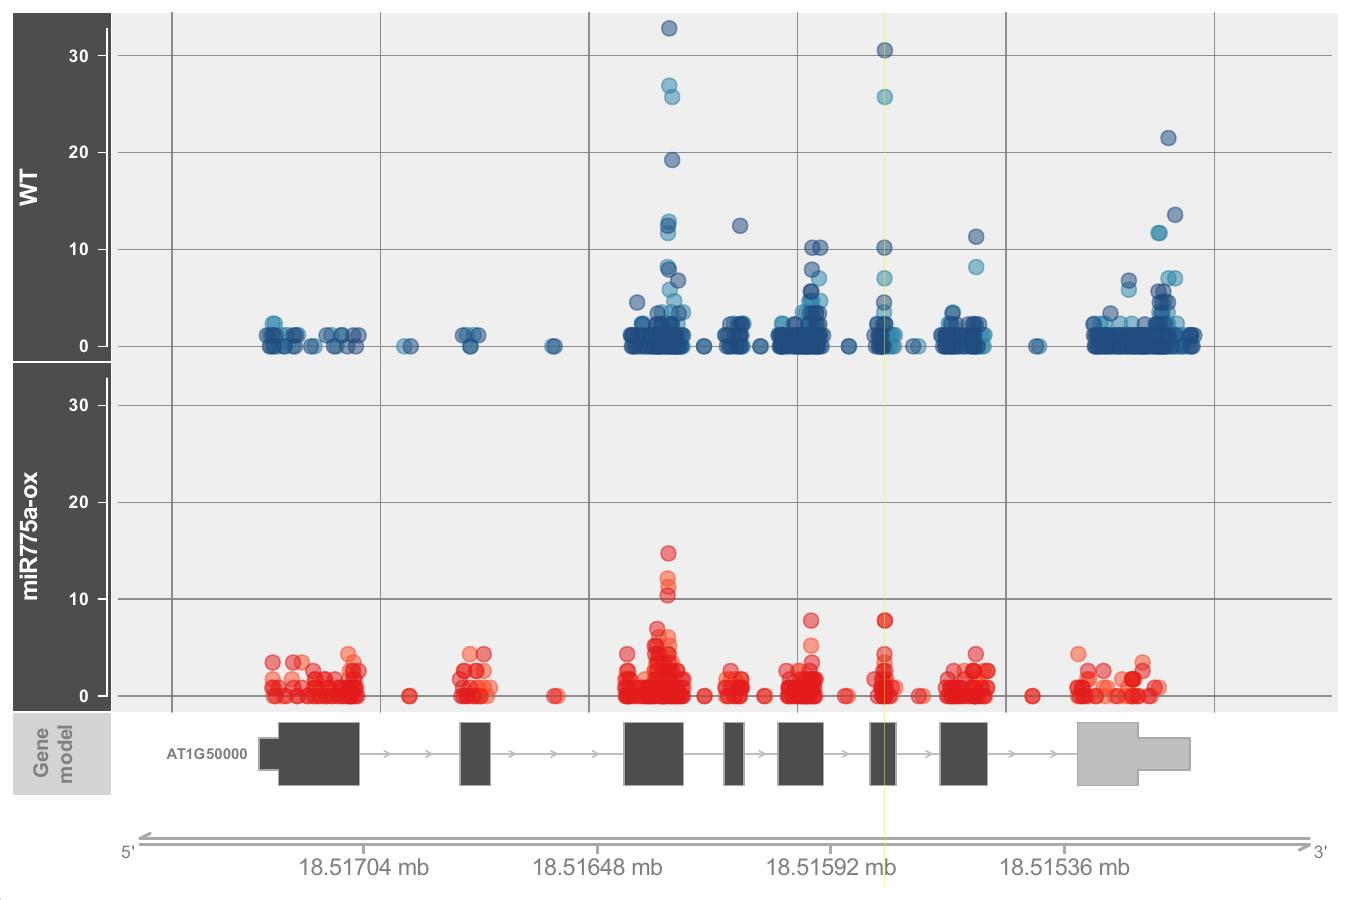 30
20
10
0
WT
30
20
10
0
miR775a-ox
Gene
model
AT1G50000
5'
3'
18.51704 mb
18.51648 mb
18.51592 mb
18.51536 mb